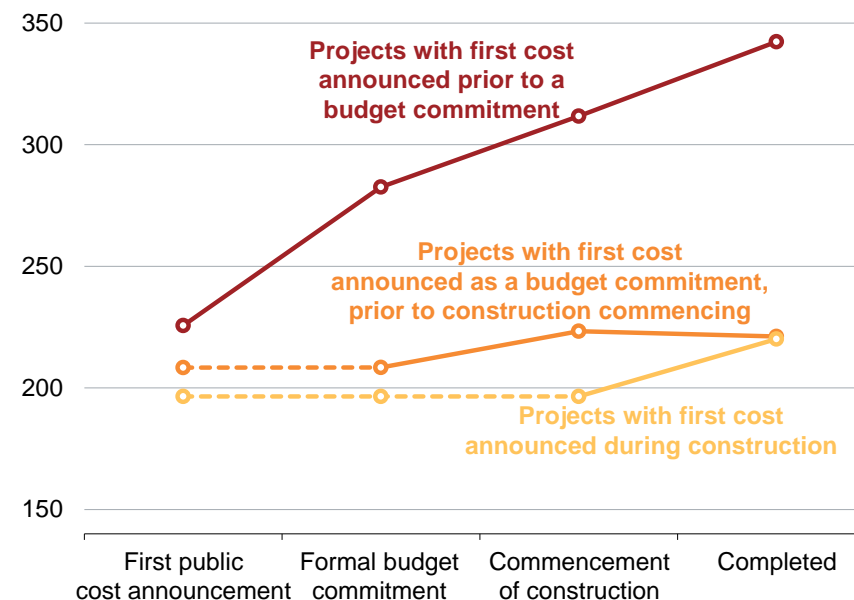 350
300
250
200
150
Projects with first cost
announced prior to a
budget commitment
Projects with first cost
announced as a budget commitment,
prior to construction commencing
Projects with first cost
announced during construction
First public
cost announcement
Formal budget
commitment
Commencement
of construction
Completed